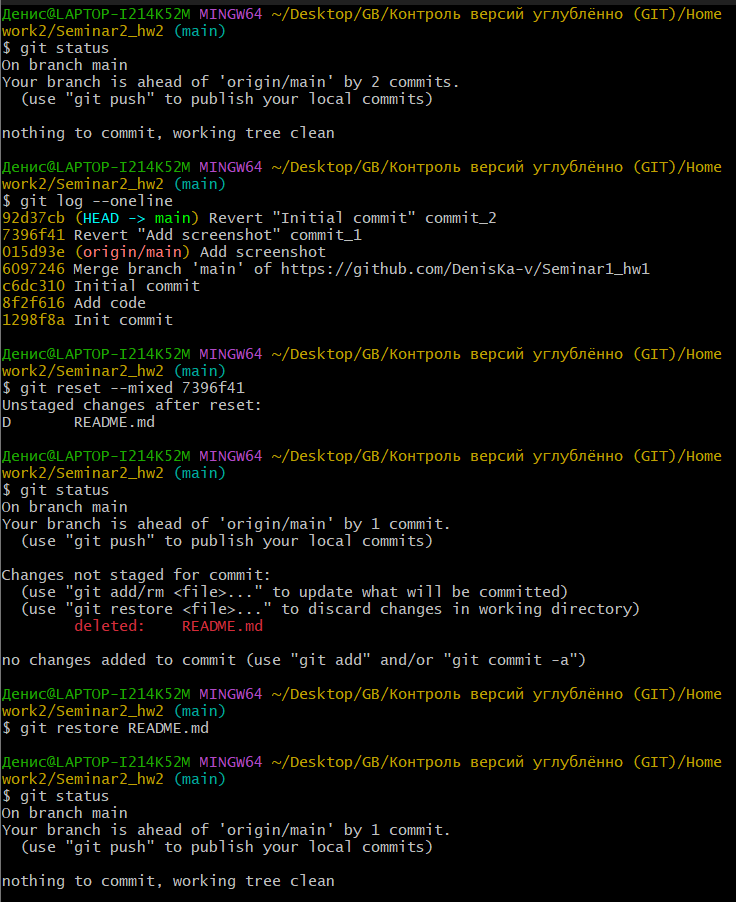 Денис@LAPTOP-I214K52M MINGW64 ~/Desktop/GB/Контроль версий углублённо (GIT)/Home
work2/Seminar2_hw2 (main)
$ git status
On branch main
Your branch is ahead of 'origin/main' by 2 commits.
  (use "git push" to publish your local commits)

nothing to commit, working tree clean

Денис@LAPTOP-I214K52M MINGW64 ~/Desktop/GB/Контроль версий углублённо (GIT)/Home
work2/Seminar2_hw2 (main)
$ git log --oneline
92d37cb (HEAD -> main) Revert "Initial commit" commit_2
7396f41 Revert "Add screenshot" commit_1
015d93e (origin/main) Add screenshot
6097246 Merge branch 'main' of https://github.com/DenisKa-v/Seminar1_hw1
c6dc310 Initial commit
8f2f616 Add code
1298f8a Init commit

Денис@LAPTOP-I214K52M MINGW64 ~/Desktop/GB/Контроль версий углублённо (GIT)/Home
work2/Seminar2_hw2 (main)
$ git reset --mixed 7396f41
Unstaged changes after reset:
D       README.md

Денис@LAPTOP-I214K52M MINGW64 ~/Desktop/GB/Контроль версий углублённо (GIT)/Home
work2/Seminar2_hw2 (main)
$ git status
On branch main
Your branch is ahead of 'origin/main' by 1 commit.
  (use "git push" to publish your local commits)

Changes not staged for commit:
  (use "git add/rm <file>..." to update what will be committed)
  (use "git restore <file>..." to discard changes in working directory)
        deleted:    README.md

no changes added to commit (use "git add" and/or "git commit -a")

Денис@LAPTOP-I214K52M MINGW64 ~/Desktop/GB/Контроль версий углублённо (GIT)/Home
work2/Seminar2_hw2 (main)
$ git restore README.md

Денис@LAPTOP-I214K52M MINGW64 ~/Desktop/GB/Контроль версий углублённо (GIT)/Home
work2/Seminar2_hw2 (main)
$ git status
On branch main
Your branch is ahead of 'origin/main' by 1 commit.
  (use "git push" to publish your local commits)

nothing to commit, working tree clean